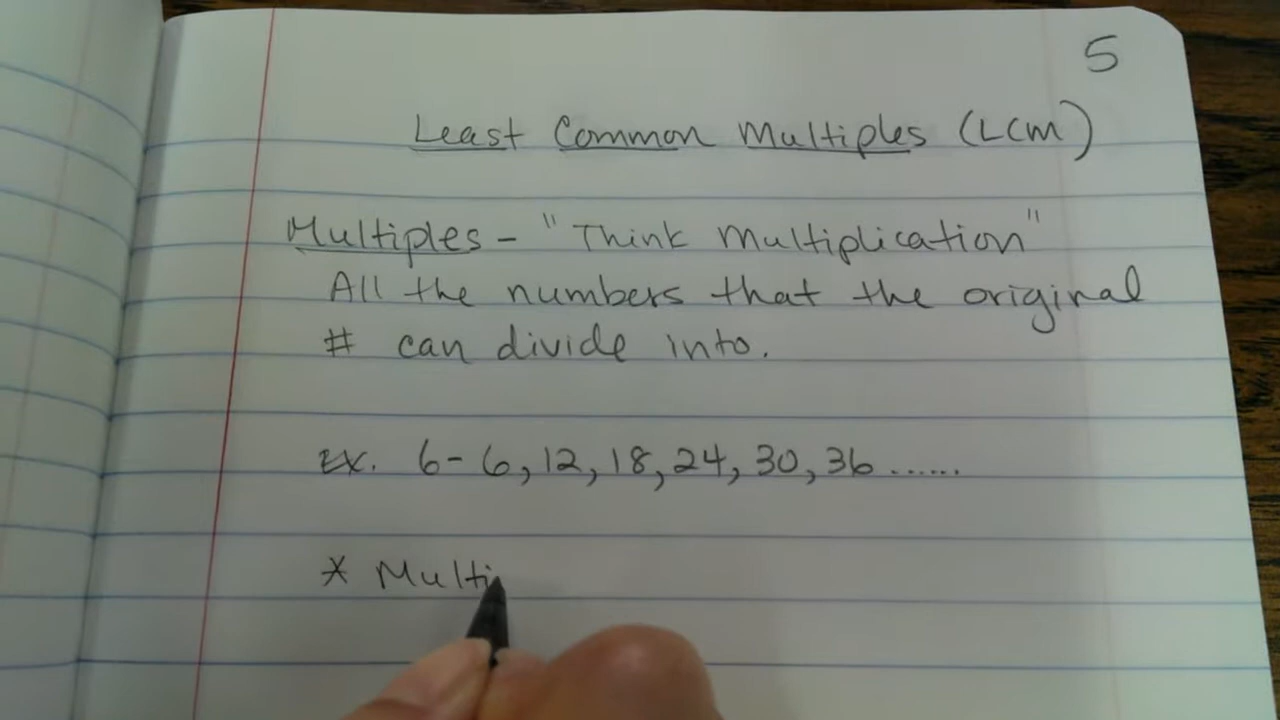 5
Least Common Multiples (LCM)
Multiples - "Think Multiplication"
All the numbers that the original
# can divide into.
Ex. 6 - 6, 12, 18, 24, 30, 36......
* Multi